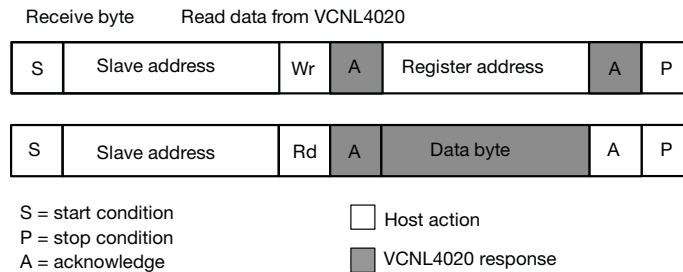 Receive byte Read data from VCNL4020
S Slave address Wr A Register address A P
S Slave address Rd A Data byte A P
S = start condition
P = stop condition
A = acknowledge
Host action
VCNL4020 response